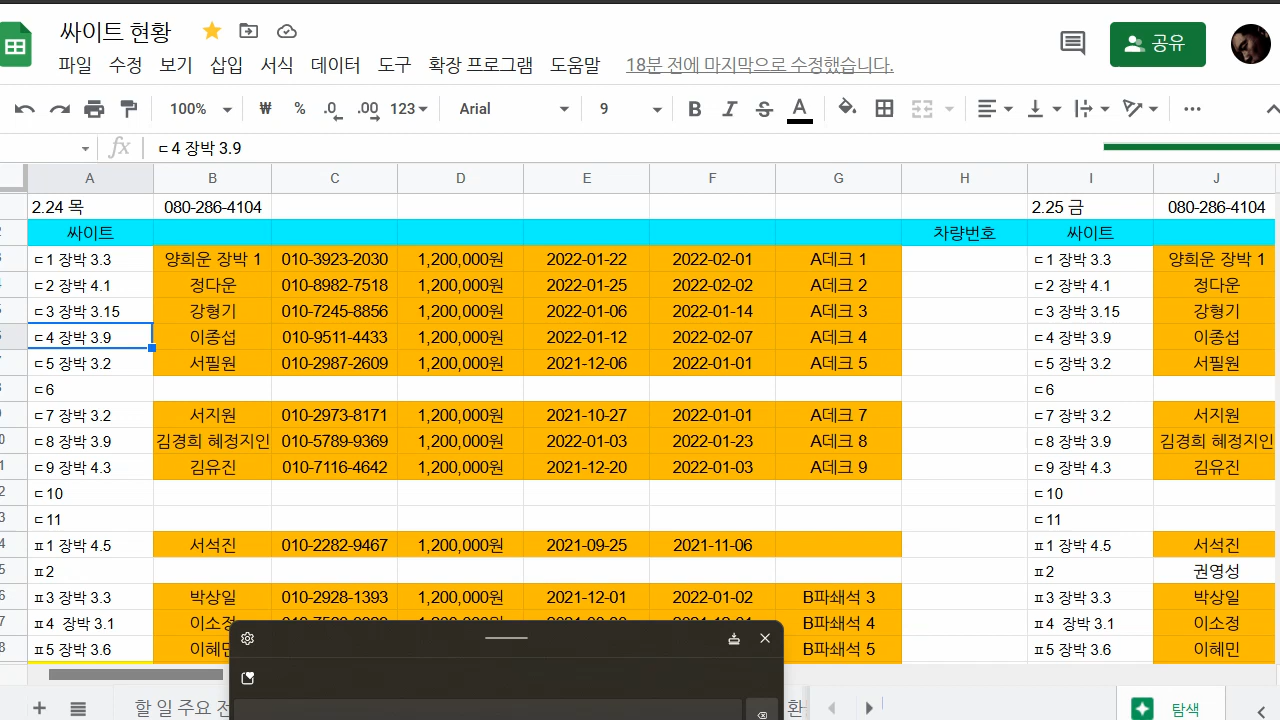 싸이트 현황
파일 수정 보기 삽입 서식 데이터 도구 확장 프로그램 도움말 18분 전에 마지막으로 수정했습니다.
공유
100% ₩ % .0 .00 123 Arial 9 B I S A
fx ㄷ4 장박 3.9
A B C D E F G H I J
2.24 목 080-286-4104 2.25 금 080-286-4104
싸이트 차량번호 싸이트
ㄷ1 장박 3.3 양희운 장박 1 010-3923-2030 1,200,000원 2022-01-22 2022-02-01 A데크 1 ㄷ1 장박 3.3 양희운 장박 1
ㄷ2 장박 4.1 정다운 010-8982-7518 1,200,000원 2022-01-25 2022-02-02 A데크 2 ㄷ2 장박 4.1 정다운
ㄷ3 장박 3.15 강형기 010-7245-8856 1,200,000원 2022-01-06 2022-01-14 A데크 3 ㄷ3 장박 3.15 강형기
ㄷ4 장박 3.9 이종섭 010-9511-4433 1,200,000원 2022-01-12 2022-02-07 A데크 4 ㄷ4 장박 3.9 이종섭
ㄷ5 장박 3.2 서필원 010-2987-2609 1,200,000원 2021-12-06 2022-01-01 A데크 5 ㄷ5 장박 3.2 서필원
ㄷ6 ㄷ6
ㄷ7 장박 3.2 서지원 010-2973-8171 1,200,000원 2021-10-27 2022-01-01 A데크 7 ㄷ7 장박 3.2 서지원
ㄷ8 장박 3.9 김경희 혜정지인 010-5789-9369 1,200,000원 2022-01-03 2022-01-23 A데크 8 ㄷ8 장박 3.9 김경희 혜정지인
ㄷ9 장박 4.3 김유진 010-7116-4642 1,200,000원 2021-12-20 2022-01-03 A데크 9 ㄷ9 장박 4.3 김유진
ㄷ10 ㄷ10
ㄷ11 ㄷ11
ㅍ1 장박 4.5 서석진 010-2282-9467 1,200,000원 2021-09-25 2021-11-06 ㅍ1 장박 4.5 서석진
ㅍ2 ㅍ2 권영성
ㅍ3 장박 3.3 박상일 010-2928-1393 1,200,000원 2021-12-01 2022-01-02 B파쇄석 3 ㅍ3 장박 3.3 박상일
ㅍ4 장박 3.1 이소정 B파쇄석 4 ㅍ4 장박 3.1 이소정
ㅍ5 장박 3.6 이혜민 B파쇄석 5 ㅍ5 장박 3.6 이혜민
할 일 주요 탐색